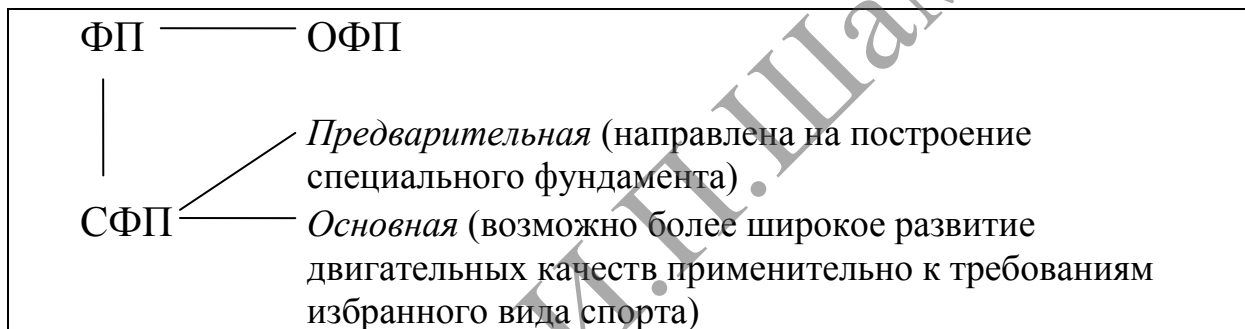 ФП ОФП
Предварительная (направлена на построение
специального фундамента)
СФП Основная (возможно более широкое развитие
двигательных качеств применительно к требованиям
избранного вида спорта)
И.П.Шам